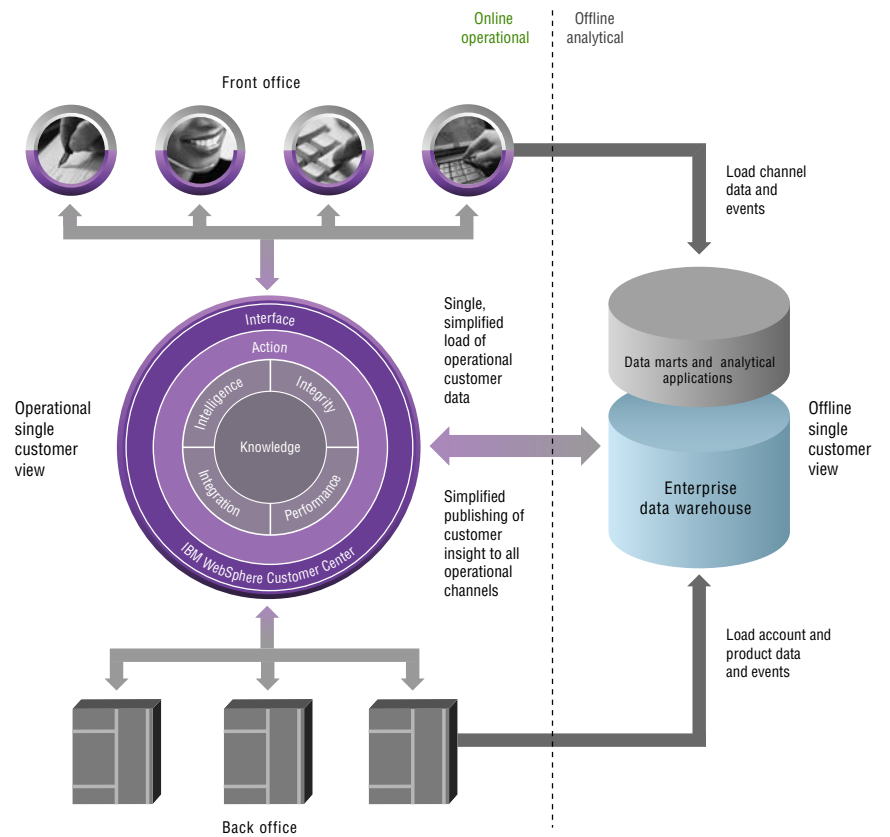 Online
operational
Offline
analytical
Front office
Load channel
data and
events
Single,
simplified
load of
operational
customer
data
Interface
Action
Intelligence
Integrity
Knowledge
Integration
Performance
IBM WebSphere Customer Center
Operational
single
customer
view
Data marts and analytical
applications
Offline
single
customer
view
Enterprise
data warehouse
Simplified
publishing of
customer
insight to all
operational
channels
Load account and
product data
and events
Back office